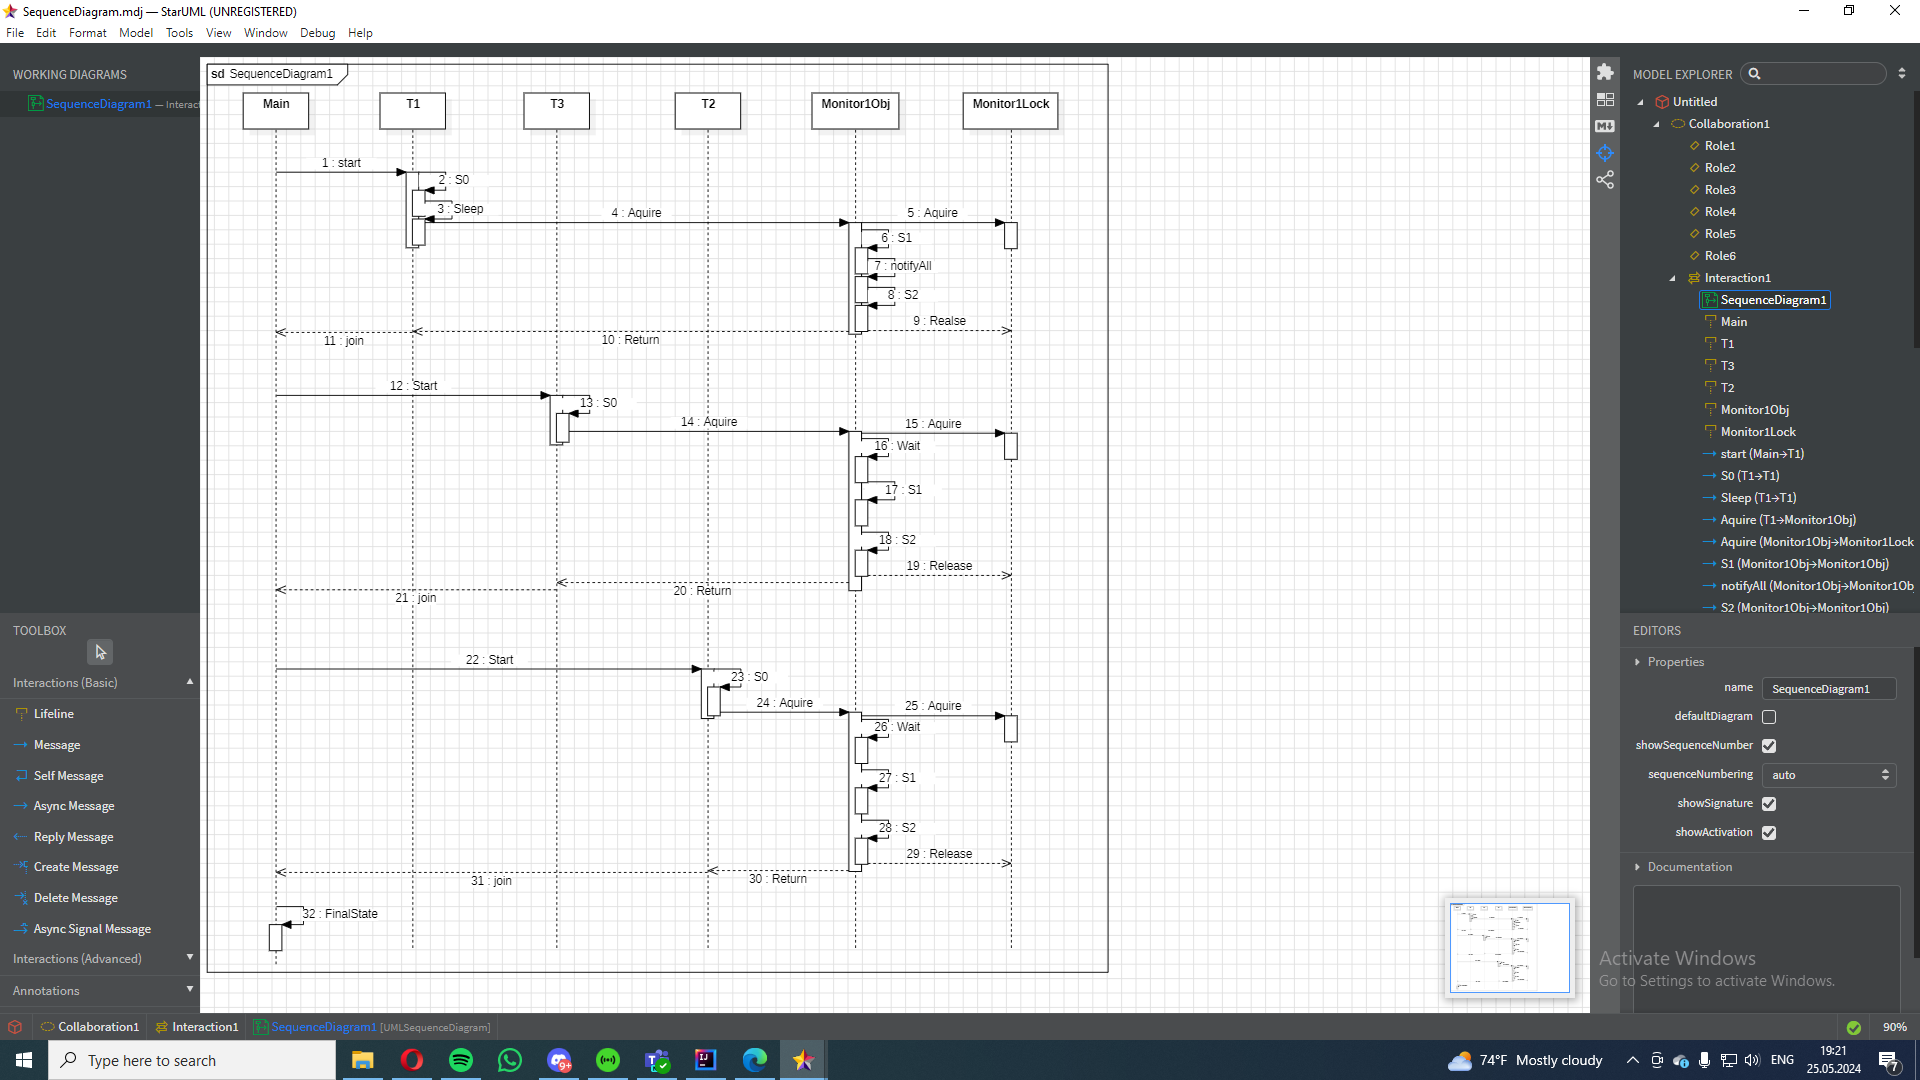 SequenceDiagram.mdj — StarUML (UNREGISTERED)
File Edit Format Model Tools View Window Debug Help
WORKING DIAGRAMS
SequenceDiagram1 — Interact
TOOLBOX
Interactions (Basic)
Lifeline
Message
Self Message
Async Message
Reply Message
Create Message
Delete Message
Async Signal Message
Interactions (Advanced)
Annotations
sd SequenceDiagram1
Main T1 T3 T2 Monitor1Obj Monitor1Lock
1 : start
2 : S0
3 : Sleep
4 : Aquire
5 : Aquire
6 : S1
7 : notifyAll
8 : S2
9 : Realse
10 : Return
11 : join
12 : Start
13 : S0
14 : Aquire
15 : Aquire
16 : Wait
17 : S1
18 : S2
19 : Release
20 : Return
21 : join
22 : Start
23 : S0
24 : Aquire
25 : Aquire
26 : Wait
27 : S1
28 : S2
29 : Release
30 : Return
31 : join
32 : FinalState
MODEL EXPLORER
Untitled
Collaboration1
Role1
Role2
Role3
Role4
Role5
Role6
Interaction1
SequenceDiagram1
Main
T1
T3
T2
Monitor1Obj
Monitor1Lock
start (Main→T1)
S0 (T1→T1)
Sleep (T1→T1)
Aquire (T1→Monitor1Obj)
Aquire (Monitor1Obj→Monitor1Lock
S1 (Monitor1Obj→Monitor1Obj)
notifyAll (Monitor1Obj→Monitor1Ob
S2 (Monitor1Obj→Monitor1Obj)
EDITORS
Properties
name SequenceDiagram1
defaultDiagram
showSequenceNumber
sequenceNumbering auto
showSignature
showActivation
Documentation
Activate Windows
Go to Settings to activate Windows.
Collaboration1 Interaction1 SequenceDiagram1 [UMLSequenceDiagram]
90%
Type here to search
9+
74°F Mostly cloudy
ENG
19:21
25.05.2024
7